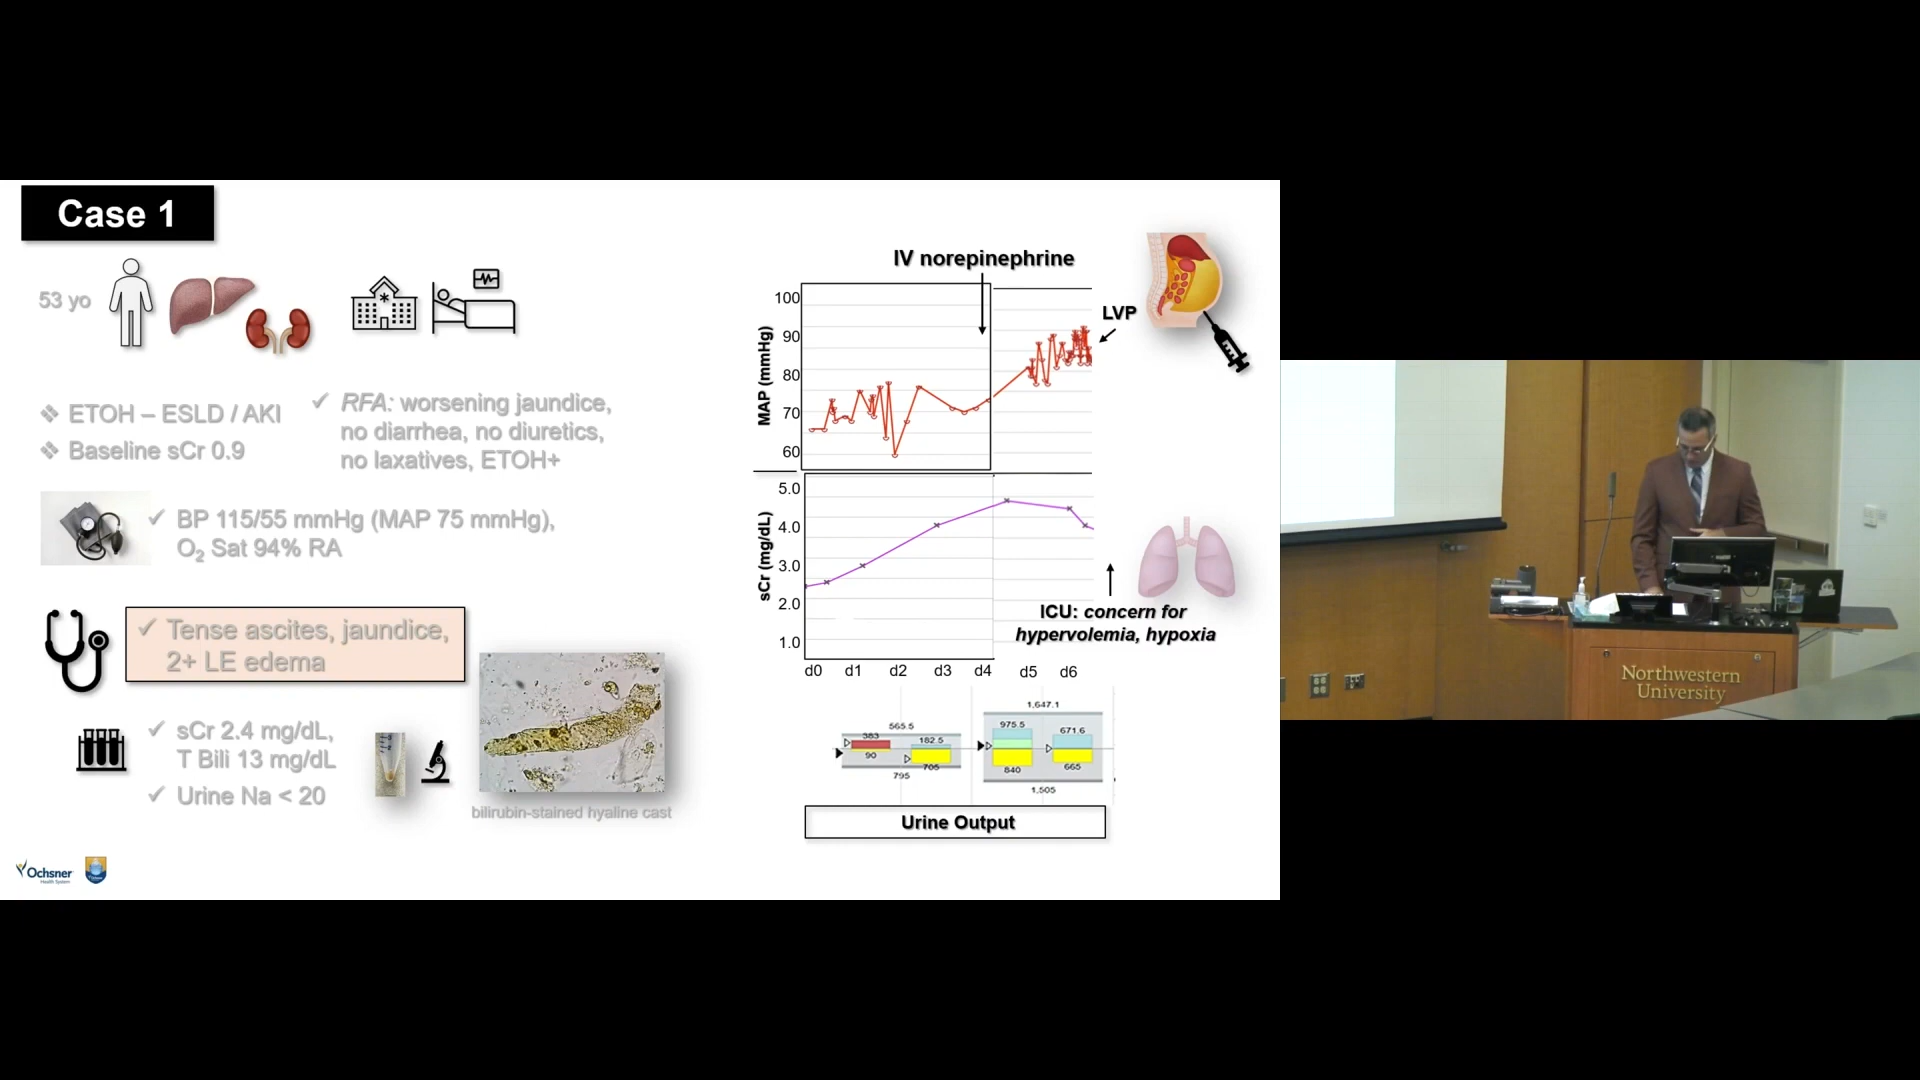 Case 1
53 yo
❖ ETOH – ESLD / AKI
❖ Baseline sCr 0.9
✓ RFA: worsening jaundice,
no diarrhea, no diuretics,
no laxatives, ETOH+
✓ BP 115/55 mmHg (MAP 75 mmHg),
O₂ Sat 94% RA
✓ Tense ascites, jaundice,
2+ LE edema
✓ sCr 2.4 mg/dL,
T Bili 13 mg/dL
✓ Urine Na < 20
bilirubin-stained hyaline cast
Ochsner
Health System
IV norepinephrine
LVP
MAP (mmHg)
100
90
80
70
60
sCr (mg/dL)
5.0
4.0
3.0
2.0
1.0
d0 d1 d2 d3 d4 d5 d6
ICU: concern for
hypervolemia, hypoxia
1,647.1
565.5
975.5
671.6
383
182.5
90
705
840
665
795
1,505
Urine Output
Northwestern
University